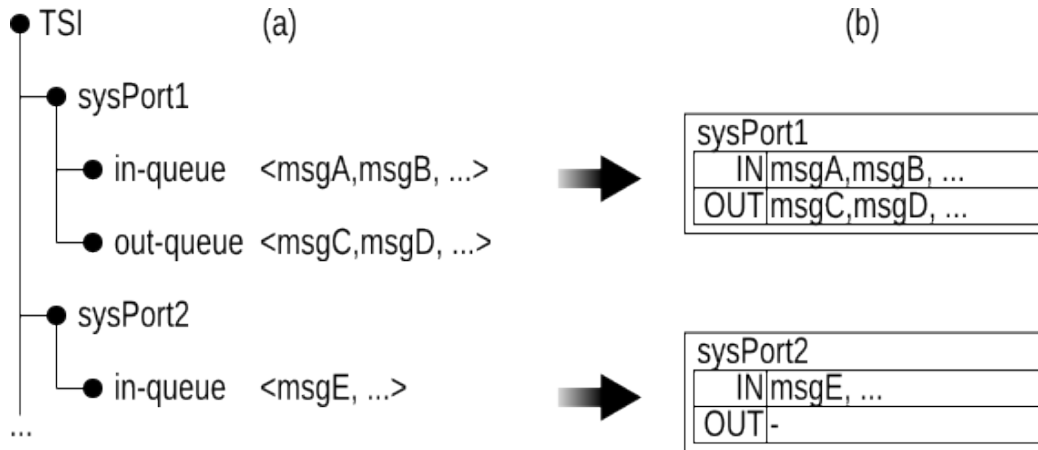 TSI (a) (b)
sysPort1
in-queue <msgA,msgB, ...>
out-queue <msgC,msgD, ...>
sysPort2
in-queue <msgE, ...>
...
sysPort1
IN msgA,msgB, ...
OUT msgC,msgD, ...
sysPort2
IN msgE, ...
OUT -